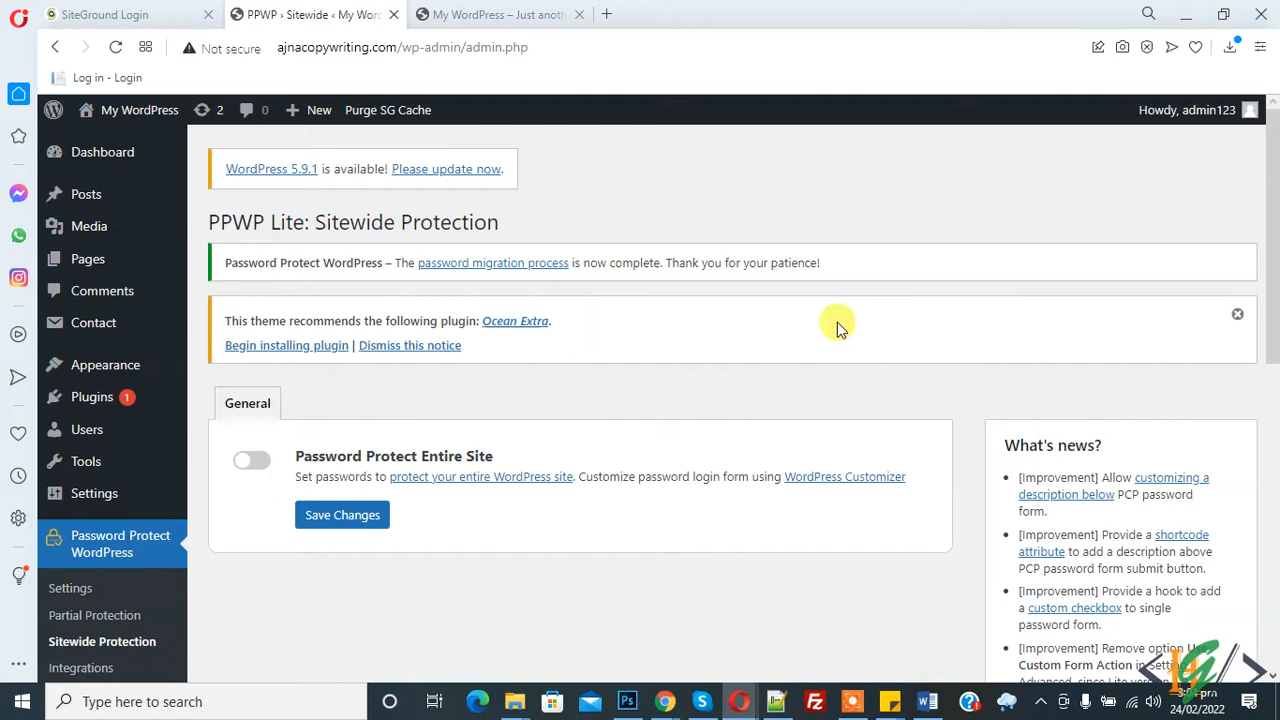 SiteGround Login
PPWP › Sitewide ‹ My Wor
My WordPress – Just anoth
Not secure
ajnacopywriting.com/wp-admin/admin.php
Log in - Login
My WordPress
2
0
New
Purge SG Cache
Howdy, admin123
Dashboard
Posts
Media
Pages
Comments
Contact
Appearance
Plugins 1
Users
Tools
Settings
Password Protect
WordPress
Settings
Partial Protection
Sitewide Protection
Integrations
WordPress 5.9.1 is available! Please update now.
PPWP Lite: Sitewide Protection
Password Protect WordPress – The password migration process is now complete. Thank you for your patience!
This theme recommends the following plugin: Ocean Extra.
Begin installing plugin | Dismiss this notice
General
Password Protect Entire Site
Set passwords to protect your entire WordPress site. Customize password login form using WordPress Customizer
Save Changes
What's news?
[Improvement] Allow customizing a
description below PCP password
form.
[Improvement] Provide a shortcode
attribute to add a description above
PCP password form submit button.
[Improvement] Provide a hook to add
a custom checkbox to single
password form.
[Improvement] Remove option Use
Custom Form Action in
Type here to search
24/02/2022